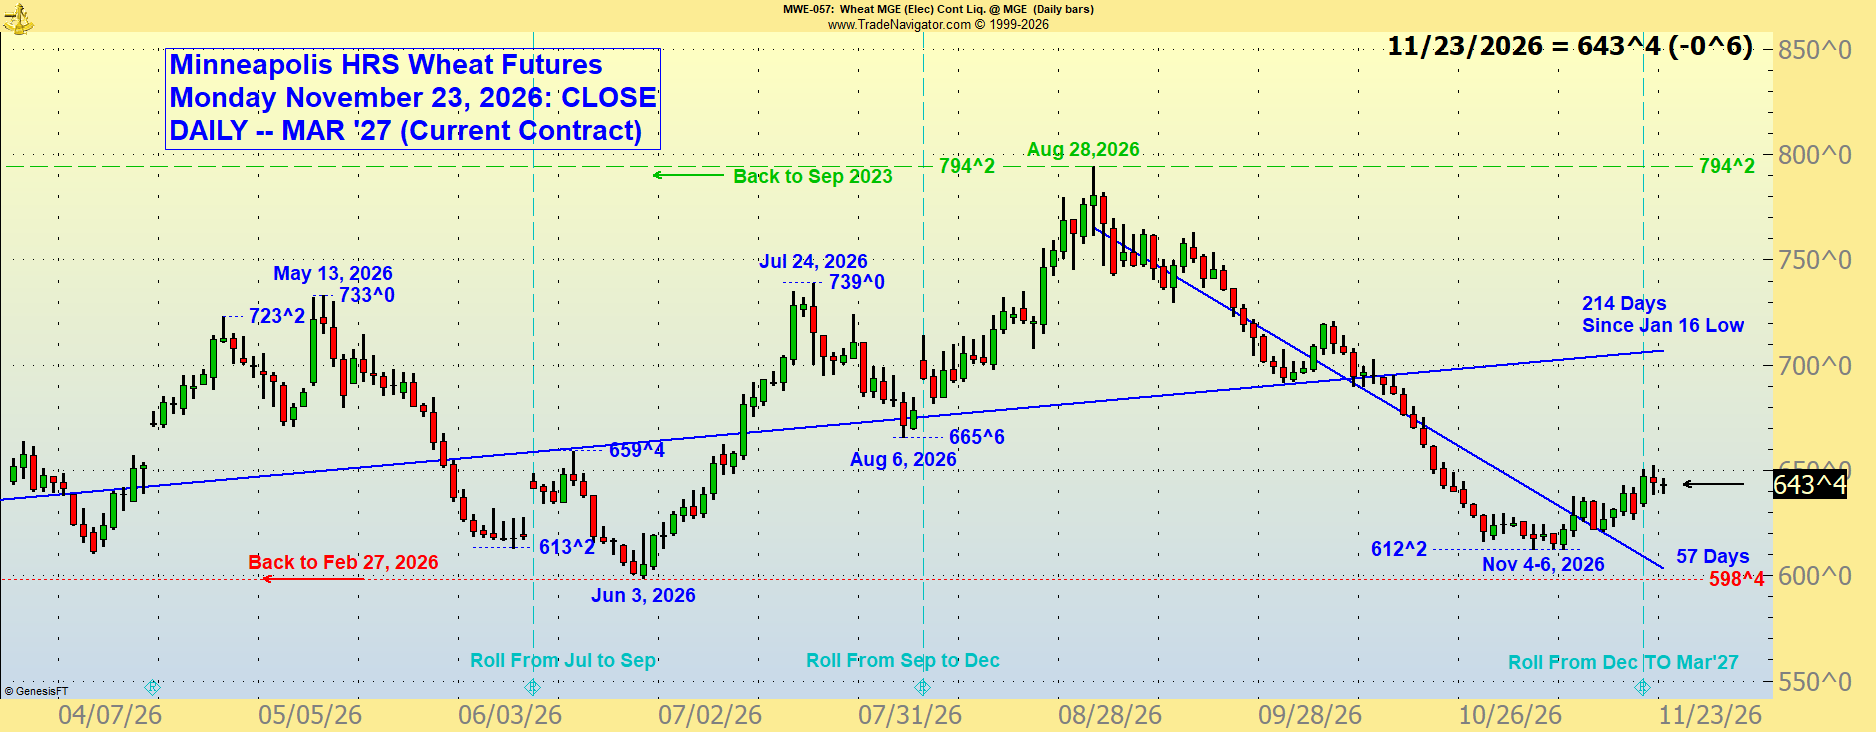 MWE-057:  Wheat MGE (Elec) Cont Liq. @ MGE  (Daily bars)
www.TradeNavigator.com © 1999-2026
11/23/2026 = 643^4 (-0^6)
Minneapolis HRS Wheat Futures
Monday November 23, 2026: CLOSE
DAILY -- MAR '27 (Current Contract)
850^0
800^0
750^0
700^0
650^0
643^4
600^0
550^0
Aug 28,2026
794^2
794^2
Back to Sep 2023
May 13, 2026
733^0
723^2
Jul 24, 2026
739^0
214 Days
Since Jan 16 Low
659^4
665^6
Aug 6, 2026
613^2
612^2
Nov 4-6, 2026
57 Days
598^4
Back to Feb 27, 2026
Jun 3, 2026
Roll From Jul to Sep
Roll From Sep to Dec
Roll From Dec TO Mar'27
R
R
R
R
© GenesisFT
04/07/26
05/05/26
06/03/26
07/02/26
07/31/26
08/28/26
09/28/26
10/26/26
11/23/26